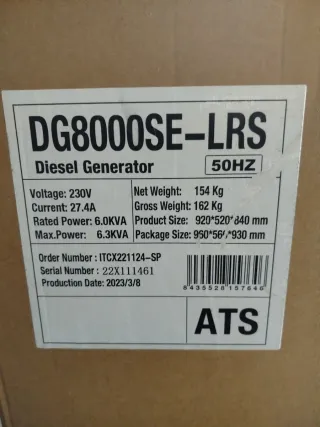 DG8000SE-LRS
Diesel Generator 50HZ
Voltage: 230V
Current: 27.4A
Rated Power: 6.0KVA
Max.Power: 6.3KVA
Net Weight: 154 Kg
Gross Weight: 162 Kg
Product Size: 920*520*840 mm
Package Size: *930 mm
Order Number : ITCX221124-SP
Serial Number : 22X111461
Production Date: 2023/3/8
8435528157646
ATS